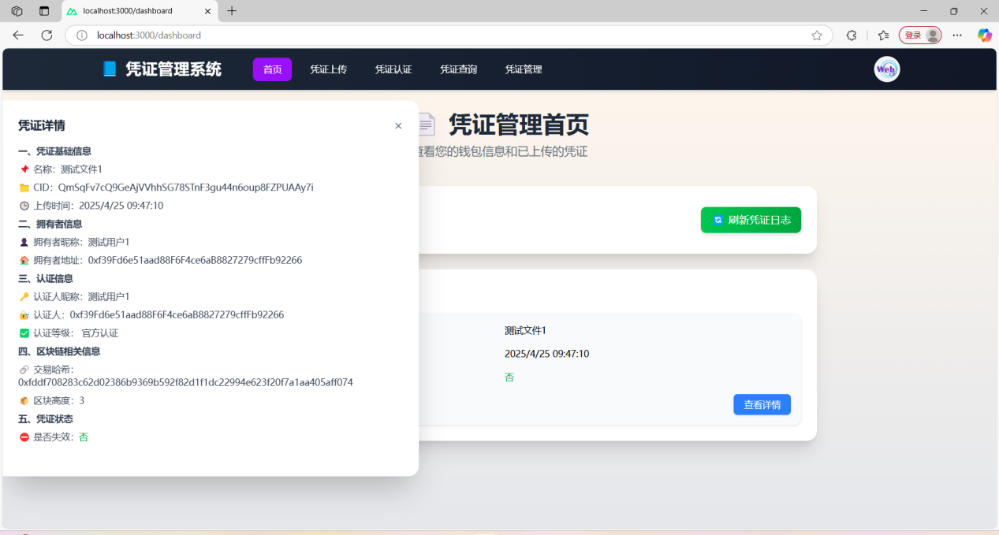 localhost:3000/dashboard
localhost:3000/dashboard
登录
凭证管理系统
首页
凭证上传
凭证认证
凭证查询
凭证管理
Web
凭证详情
一、凭证基础信息
名称：测试文件1
CID：QmSqFv7cQ9GeAjVVhhSG78STnF3gu44n6oup8FZPUAAy7i
上传时间：2025/4/25 09:47:10
二、拥有者信息
拥有者昵称：测试用户1
拥有者地址：0xf39Fd6e51aad88F6F4ce6aB8827279cffFb92266
三、认证信息
认证人昵称：测试用户1
认证人：0xf39Fd6e51aad88F6F4ce6aB8827279cffFb92266
认证等级： 官方认证
四、区块链相关信息
交易哈希：
0xfddf708283c62d02386b9369b592f82d1f1dc22994e623f20f7a1aa405aff074
区块高度：3
五、凭证状态
是否失效：否
凭证管理首页
查看您的钱包信息和已上传的凭证
刷新凭证日志
测试文件1
2025/4/25 09:47:10
否
查看详情